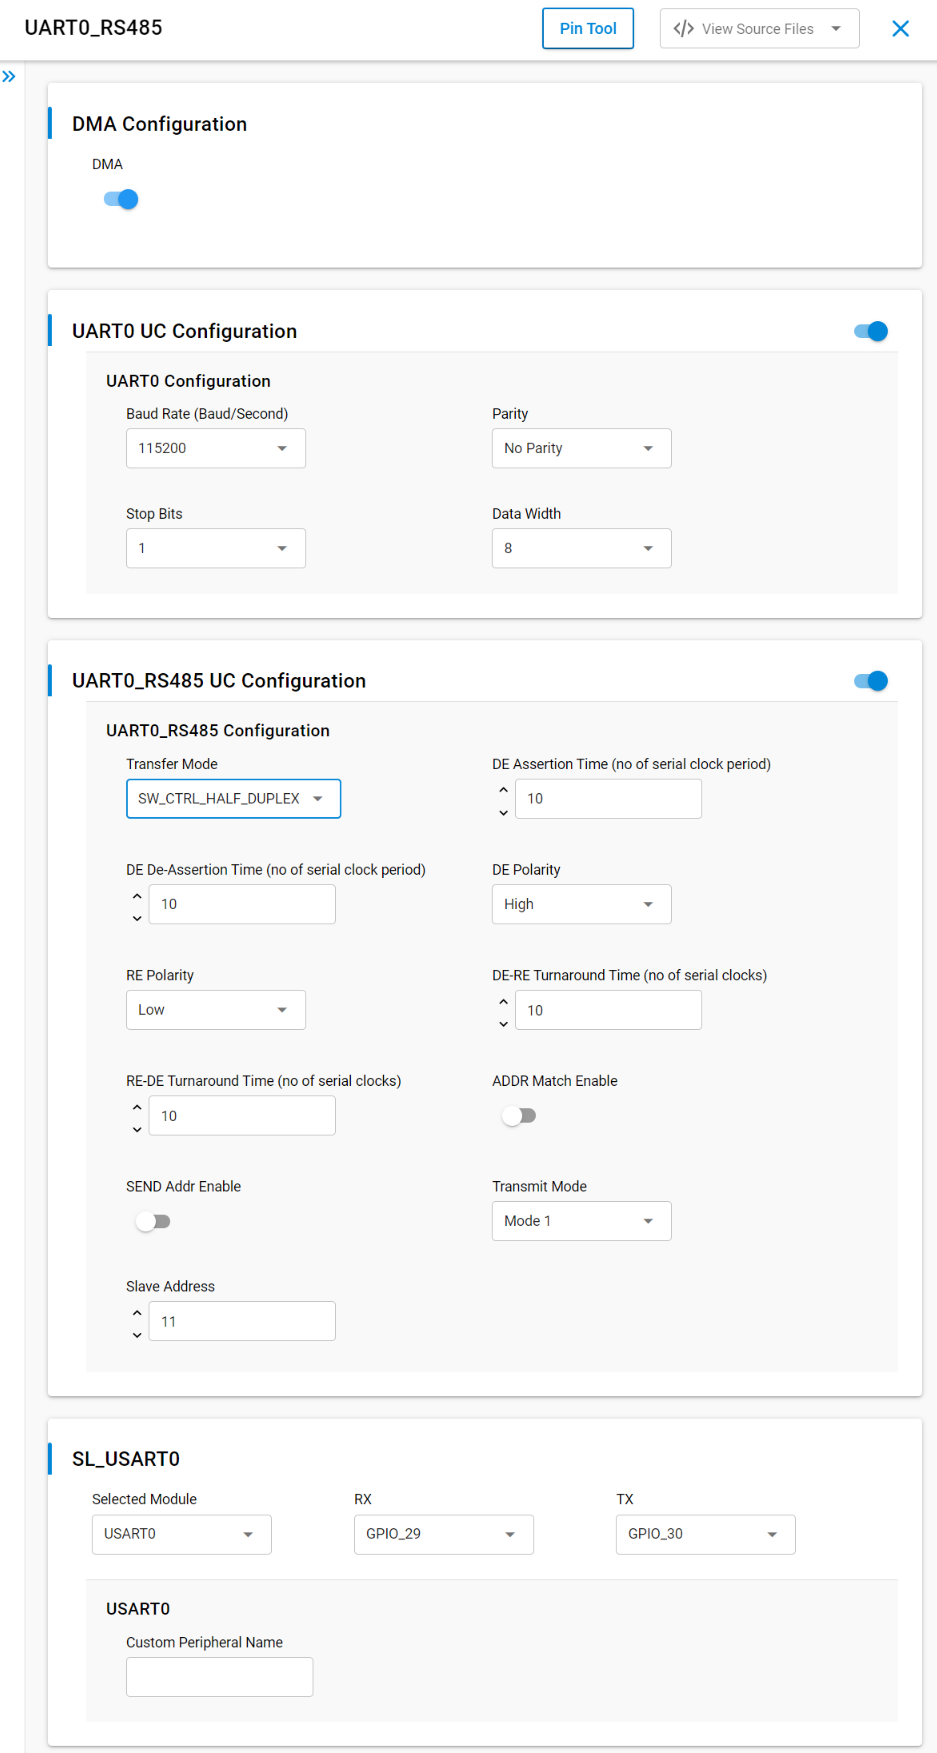 UART0_RS485
Pin Tool
</> View Source Files
DMA Configuration
DMA
UART0 UC Configuration
UART0 Configuration
Baud Rate (Baud/Second) Parity
115200 No Parity
Stop Bits Data Width
1 8
UART0_RS485 UC Configuration
UART0_RS485 Configuration
Transfer Mode DE Assertion Time (no of serial clock period)
SW_CTRL_HALF_DUPLEX 10
DE De-Assertion Time (no of serial clock period) DE Polarity
10 High
RE Polarity DE-RE Turnaround Time (no of serial clocks)
Low 10
RE-DE Turnaround Time (no of serial clocks) ADDR Match Enable
10
SEND Addr Enable Transmit Mode
Mode 1
Slave Address
11
SL_USART0
Selected Module RX TX
USART0 GPIO_29 GPIO_30
USART0
Custom Peripheral Name